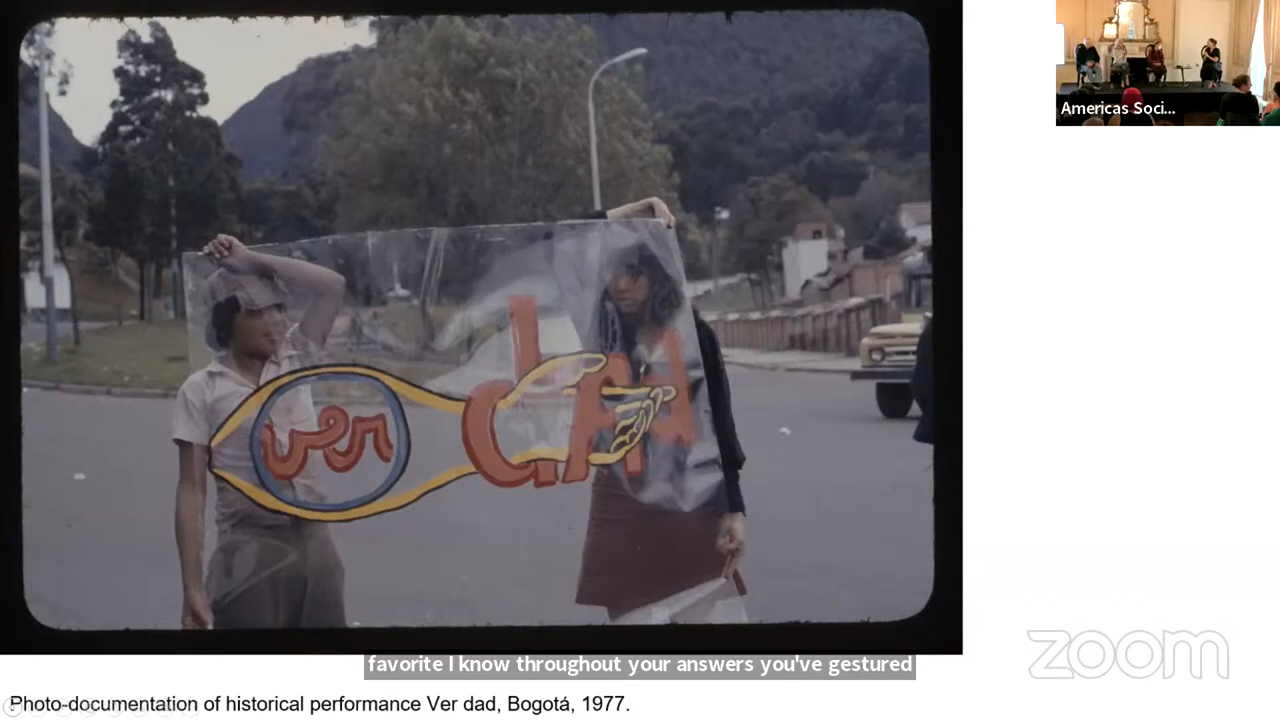 Americas Soci...
ver dad
favorite I know throughout your answers you've gestured
zoom
Photo-documentation of historical performance Ver dad, Bogotá, 1977.